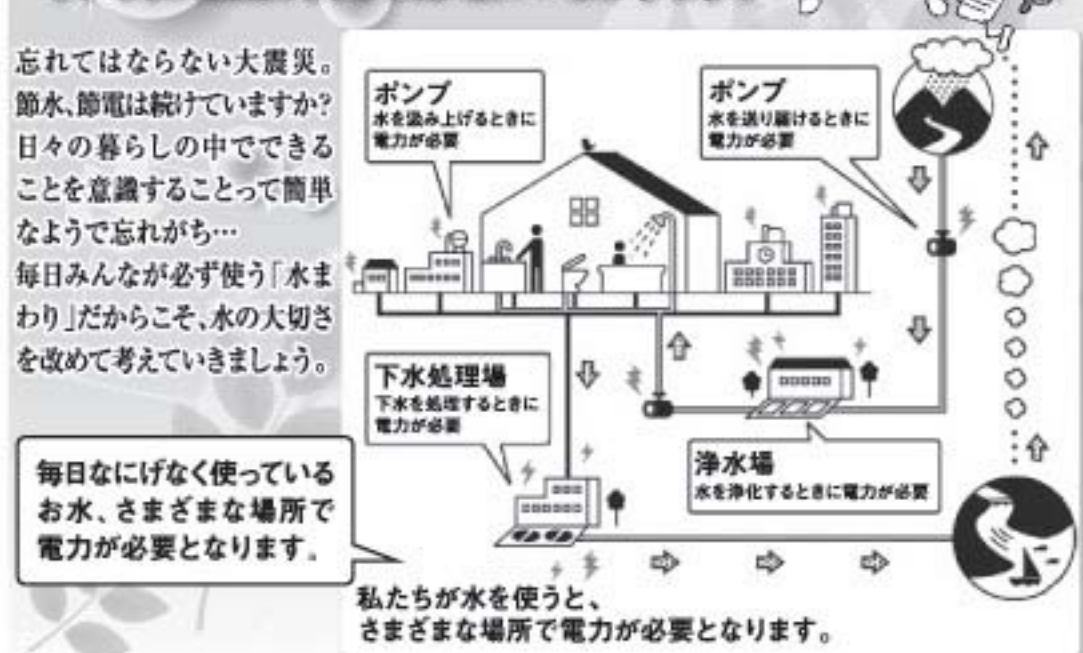 忘れてはならない大震災。
節水、節電は続けていますか?
日々の暮らしの中でできる
ことを意識することって簡単
なようで忘れがち…
毎日みんなが必ず使う「水ま
わり」だからこそ、水の大切さ
を改めて考えていきましょう。
毎日なにげなく使っている
お水、さまざまな場所で
電力が必要となります。
ポンプ
水を汲み上げるときに
電力が必要
ポンプ
水を送り届けるときに
電力が必要
下水処理場
下水を処理するときに
電力が必要
浄水場
水を浄化するときに電力が必要
私たちが水を使うと、
さまざまな場所で電力が必要となります。